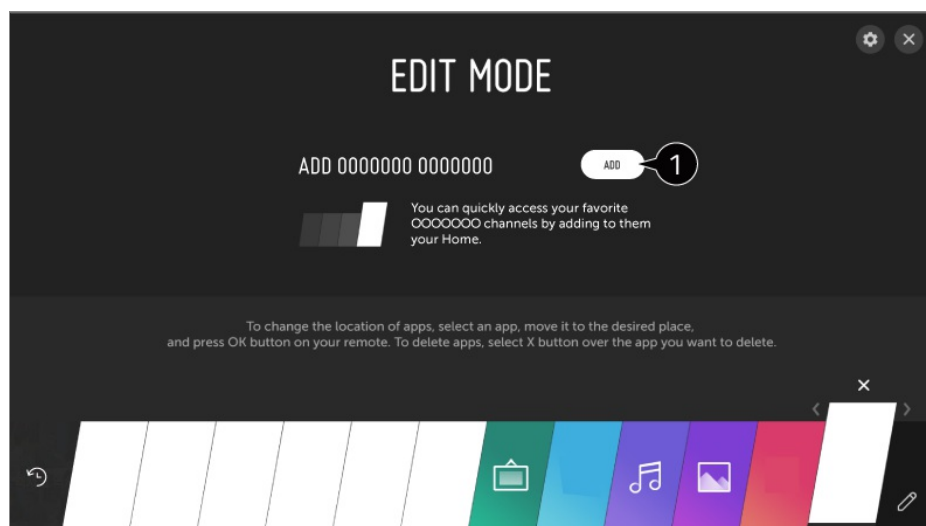 EDIT MODE
ADD OOOOOOO OOOOOOO
ADD
1
You can quickly access your favorite
OOOOOOO channels by adding to them
your Home.
To change the location of apps, select an app, move it to the desired place,
and press OK button on your remote. To delete apps, select X button over the app you want to delete.